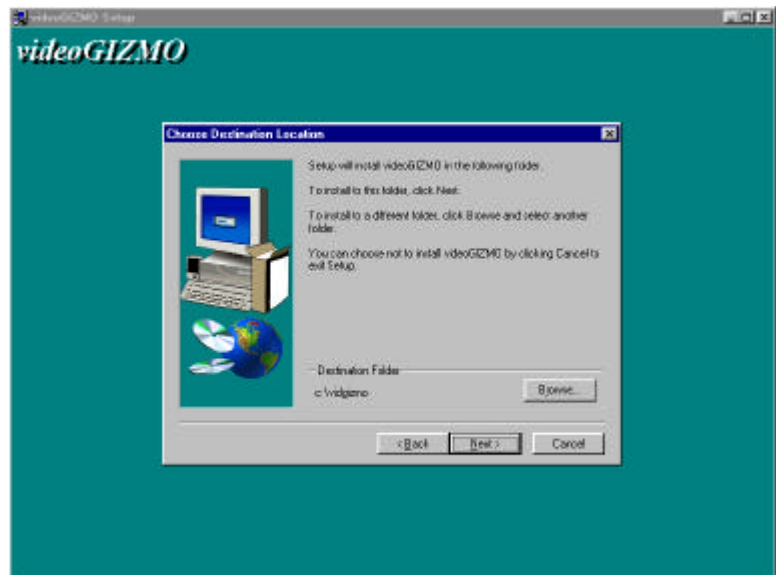 videoGIZMO Setup
videoGIZMO
Choose Destination Location
Setup will install videoGIZMO in the following folder.
To install to this folder, click Next.
To install to a different folder, click Browse and select another
folder.
You can choose not to install videoGIZMO by clicking Cancel to
exit Setup.
Destination Folder
c:\vidgizmo
Browse...
< Back
Next >
Cancel